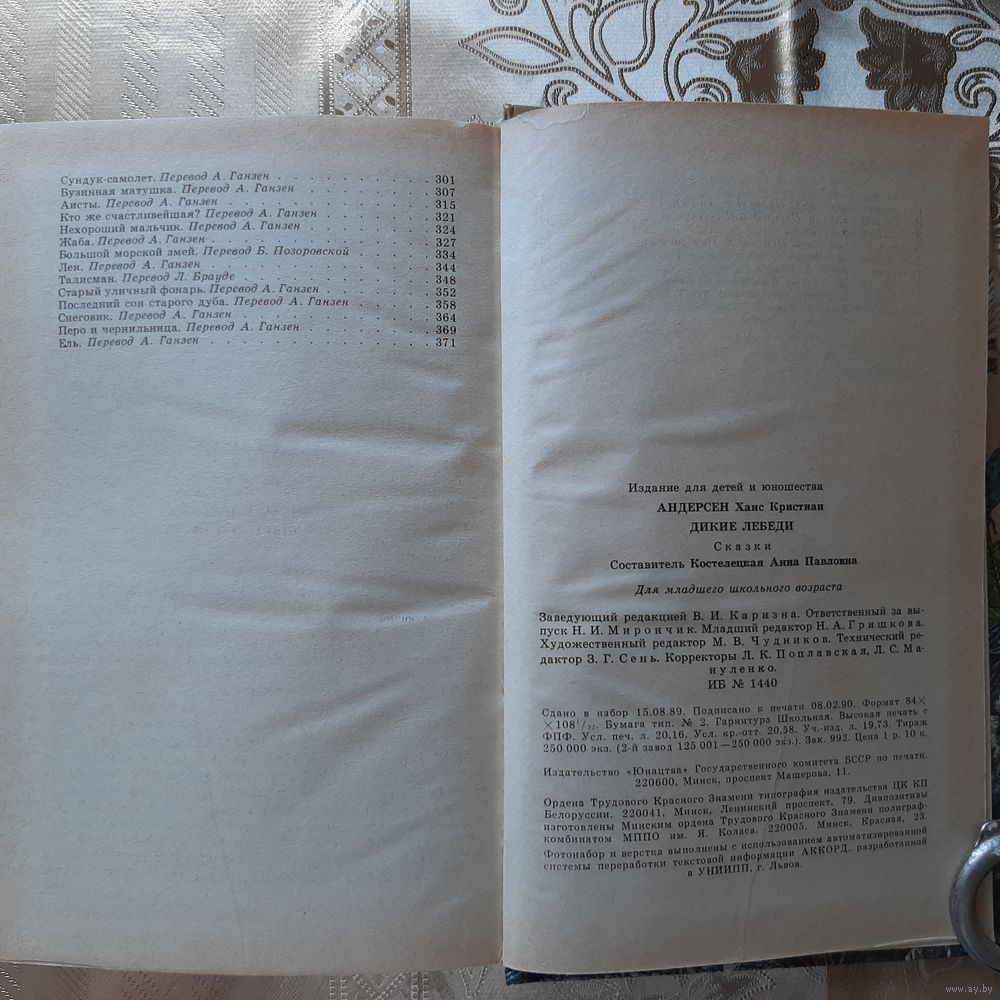 Сундук-самолет. Перевод А. Ганзен . . . . . . . . . 301
Бузинная матушка. Перевод А. Ганзен . . . . . . . . 307
Аисты. Перевод А. Ганзен . . . . . . . . . . . . 315
Кто же счастливейшая? Перевод А. Ганзен . . . . . . . 321
Нехороший мальчик. Перевод А. Ганзен . . . . . . . . 324
Жаба. Перевод А. Ганзен . . . . . . . . . . . . 327
Большой морской змей. Перевод Б. Позоровской . . . . . 334
Лен. Перевод А. Ганзен . . . . . . . . . . . . 344
Талисман. Перевод Л. Брауде . . . . . . . . . . . 348
Старый уличный фонарь. Перевод А. Ганзен . . . . . . . 352
Последний сон старого дуба. Перевод А. Ганзен . . . . . 358
Снеговик. Перевод А. Ганзен . . . . . . . . . . . 364
Перо и чернильница. Перевод А. Ганзен . . . . . . . . 369
Ель. Перевод А. Ганзен . . . . . . . . . . . . 371
Издание для детей и юношества
АНДЕРСЕН Ханс Кристиан
ДИКИЕ ЛЕБЕДИ
Сказки
Составитель Костелецкая Анна Павловна
Для младшего школьного возраста
Заведующий редакцией В. И. Каризна. Ответственный за вы-
пуск Н. И. Мирончик. Младший редактор Н. А. Гришкова.
Художественный редактор М. В. Чудников. Технический ре-
дактор З. Г. Сень. Корректоры Л. К. Поплавская, Л. С. Ма-
нуленко.
ИБ № 1440
Сдано в набор 15.08.89. Подписано к печати 08.02.90. Формат 84×
×108¹/₃₂. Бумага тип. № 2. Гарнитура Школьная. Высокая печать с
ФПФ. Усл. печ. л. 20,16. Усл. кр.-отт. 20,58. Уч.-изд. л. 19,73. Тираж
250 000 экз. (2-й завод 125 001—250 000 экз.). Зак. 992. Цена 1 р. 10 к.
Издательство «Юнацтва» Государственного комитета БССР по печати.
220600, Минск, проспект Машерова, 11.
Ордена Трудового Красного Знамени типография издательства ЦК КП
Белоруссии. 220041, Минск, Ленинский проспект, 79. Диапозитивы
изготовлены Минским ордена Трудового Красного Знамени полиграф-
комбинатом МППО им. Я. Коласа. 220005. Минск, Красная, 23.
Фотонабор и верстка выполнены с использованием автоматизированной
системы переработки текстовой информации АККОРД, разработанной
в УНИИПП, г. Львов.
www.ay.by